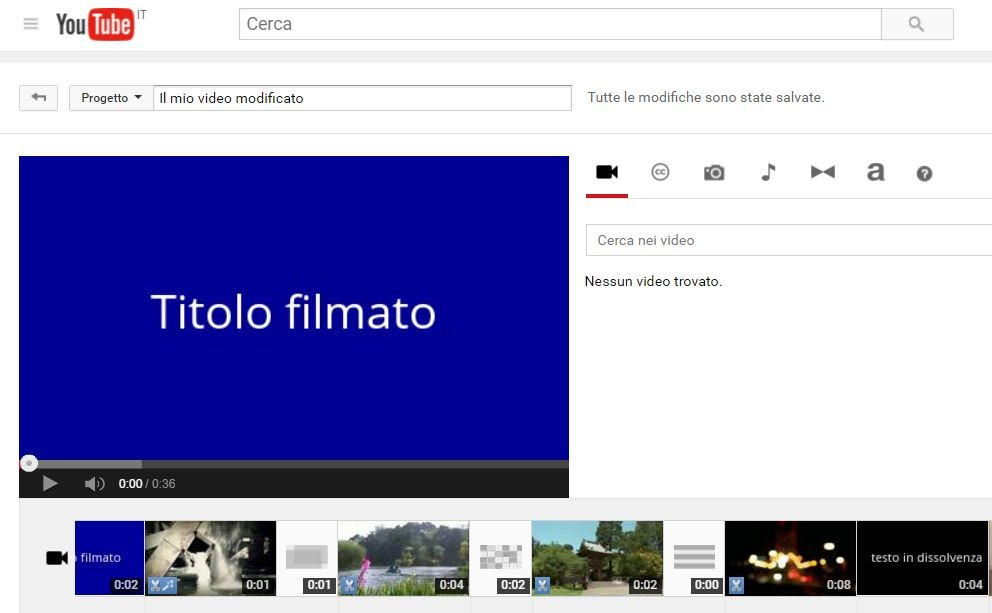 YouTube IT
Cerca
Progetto
Il mio video modificato
Tutte le modifiche sono state salvate.
cc
a
?
Cerca nei video
Nessun video trovato.
Titolo filmato
0:00 / 0:36
filmato
0:02
0:01
0:01
0:04
0:02
0:02
0:00
0:08
testo in dissolvenza
0:04